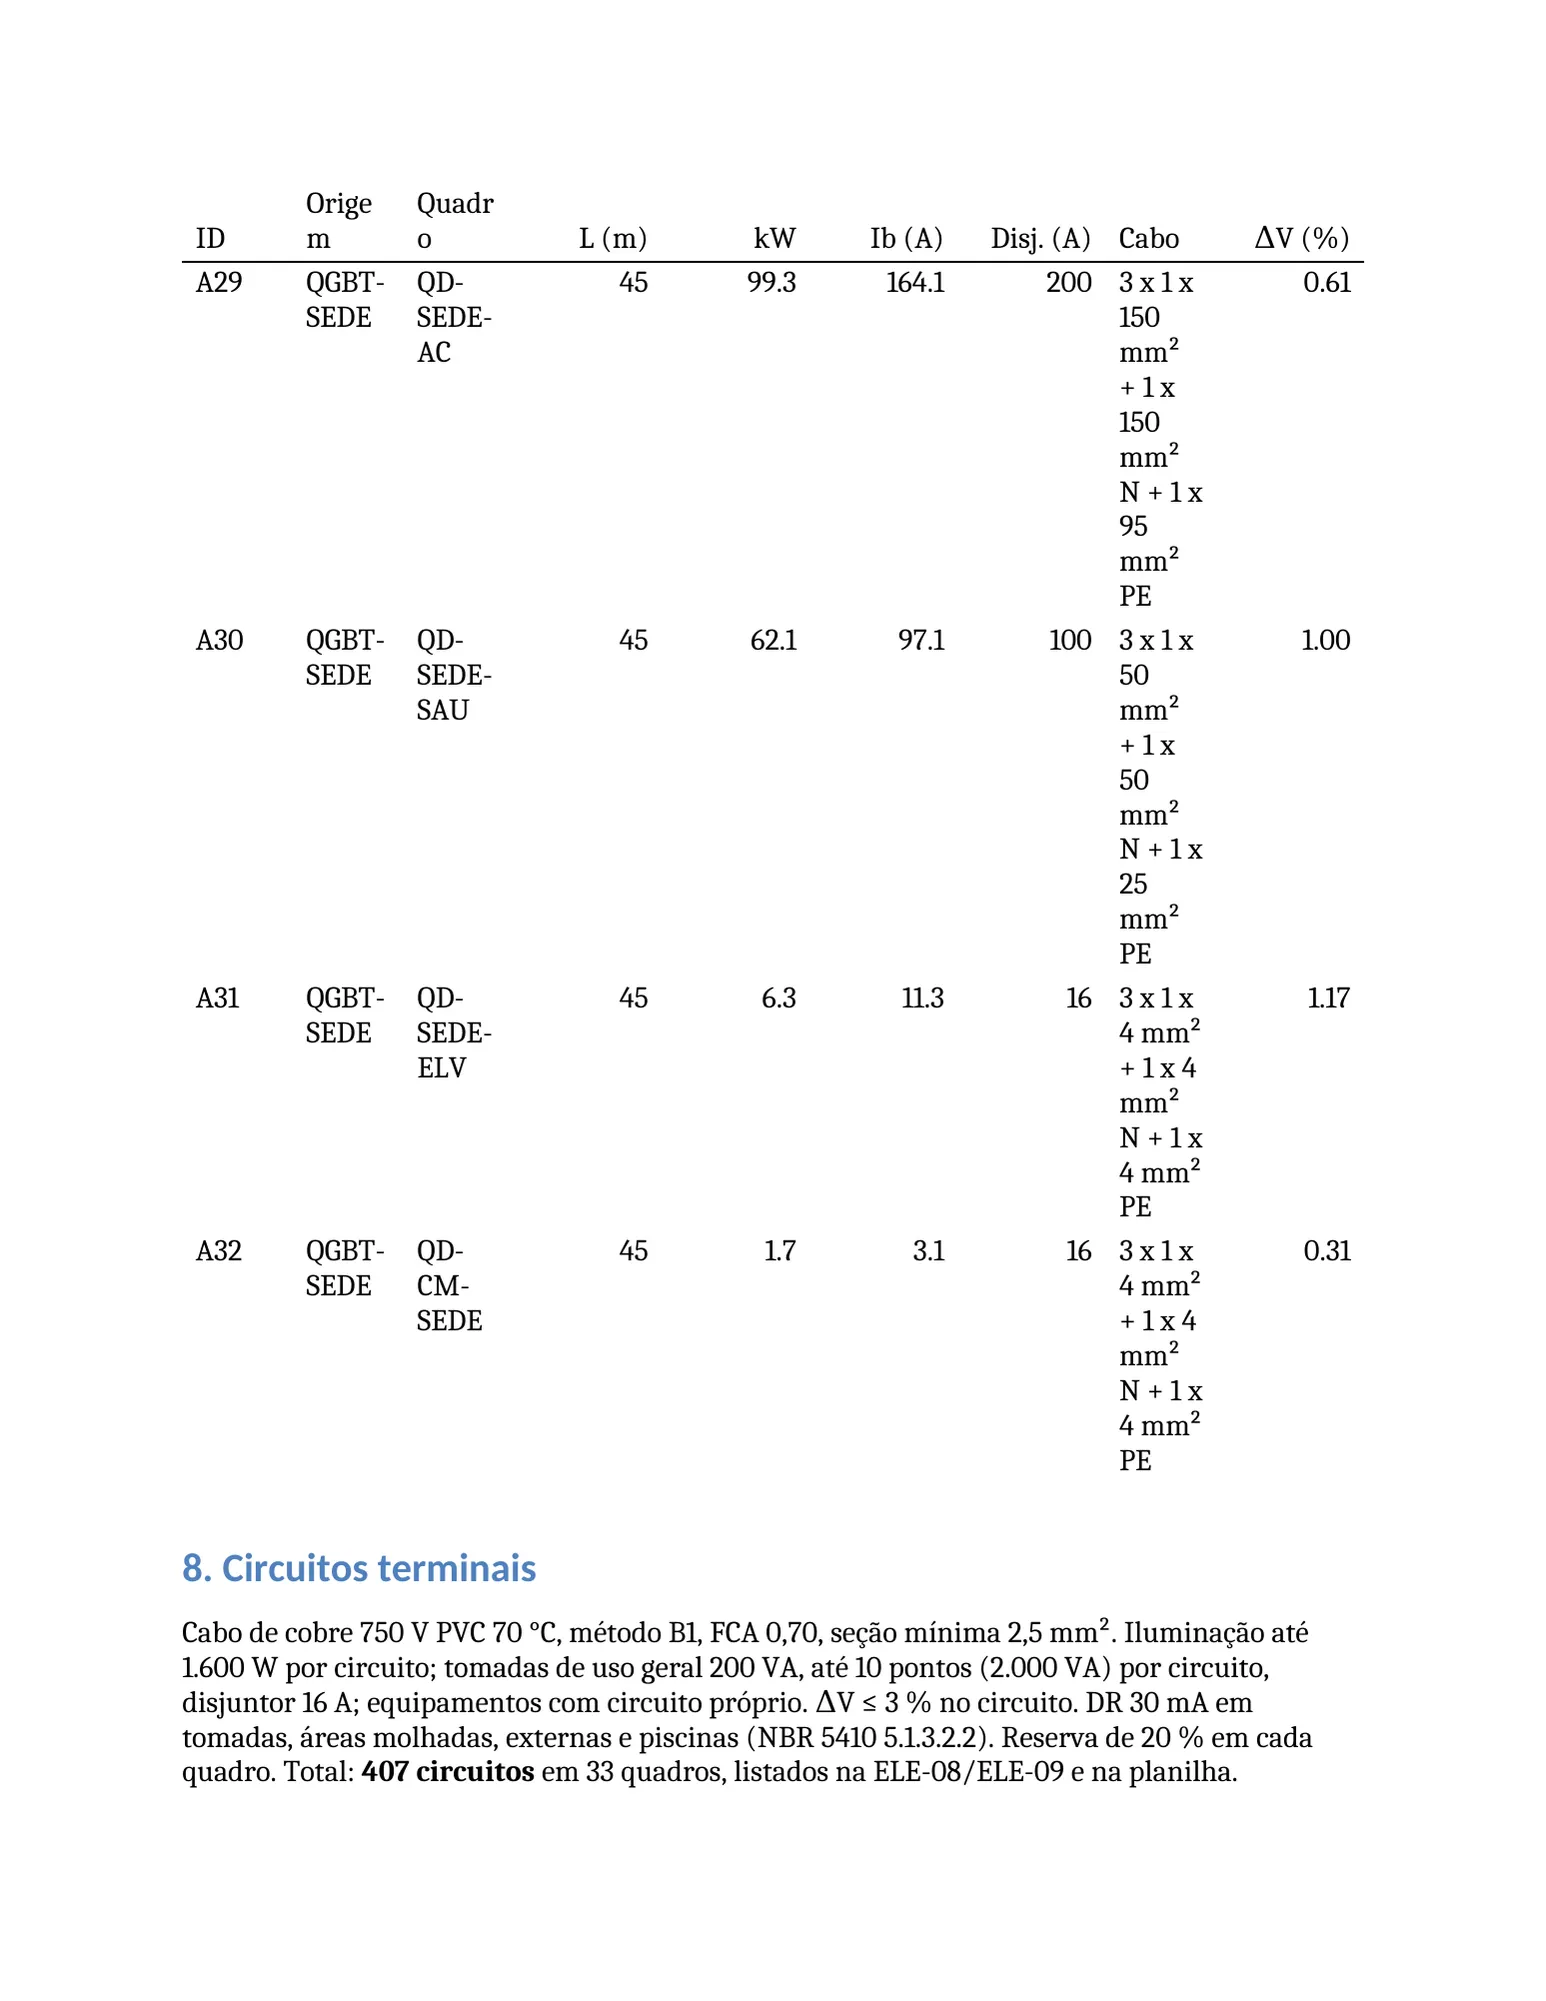 ID Orige
m Quadr
o L (m) kW Ib (A) Disj. (A) Cabo ΔV (%)
A29 QGBT- QD- 45 99.3 164.1 200 3 x 1 x 0.61
SEDE SEDE- 150
AC mm²
+ 1 x
150
mm²
N + 1 x
95
mm²
PE
A30 QGBT- QD- 45 62.1 97.1 100 3 x 1 x 1.00
SEDE SEDE- 50
SAU mm²
+ 1 x
50
mm²
N + 1 x
25
mm²
PE
A31 QGBT- QD- 45 6.3 11.3 16 3 x 1 x 1.17
SEDE SEDE- 4 mm²
ELV + 1 x 4
mm²
N + 1 x
4 mm²
PE
A32 QGBT- QD- 45 1.7 3.1 16 3 x 1 x 0.31
SEDE CM- 4 mm²
SEDE + 1 x 4
mm²
N + 1 x
4 mm²
PE
8. Circuitos terminais
Cabo de cobre 750 V PVC 70 °C, método B1, FCA 0,70, seção mínima 2,5 mm². Iluminação até
1.600 W por circuito; tomadas de uso geral 200 VA, até 10 pontos (2.000 VA) por circuito,
disjuntor 16 A; equipamentos com circuito próprio. ΔV ≤ 3 % no circuito. DR 30 mA em
tomadas, áreas molhadas, externas e piscinas (NBR 5410 5.1.3.2.2). Reserva de 20 % em cada
quadro. Total: 407 circuitos em 33 quadros, listados na ELE-08/ELE-09 e na planilha.